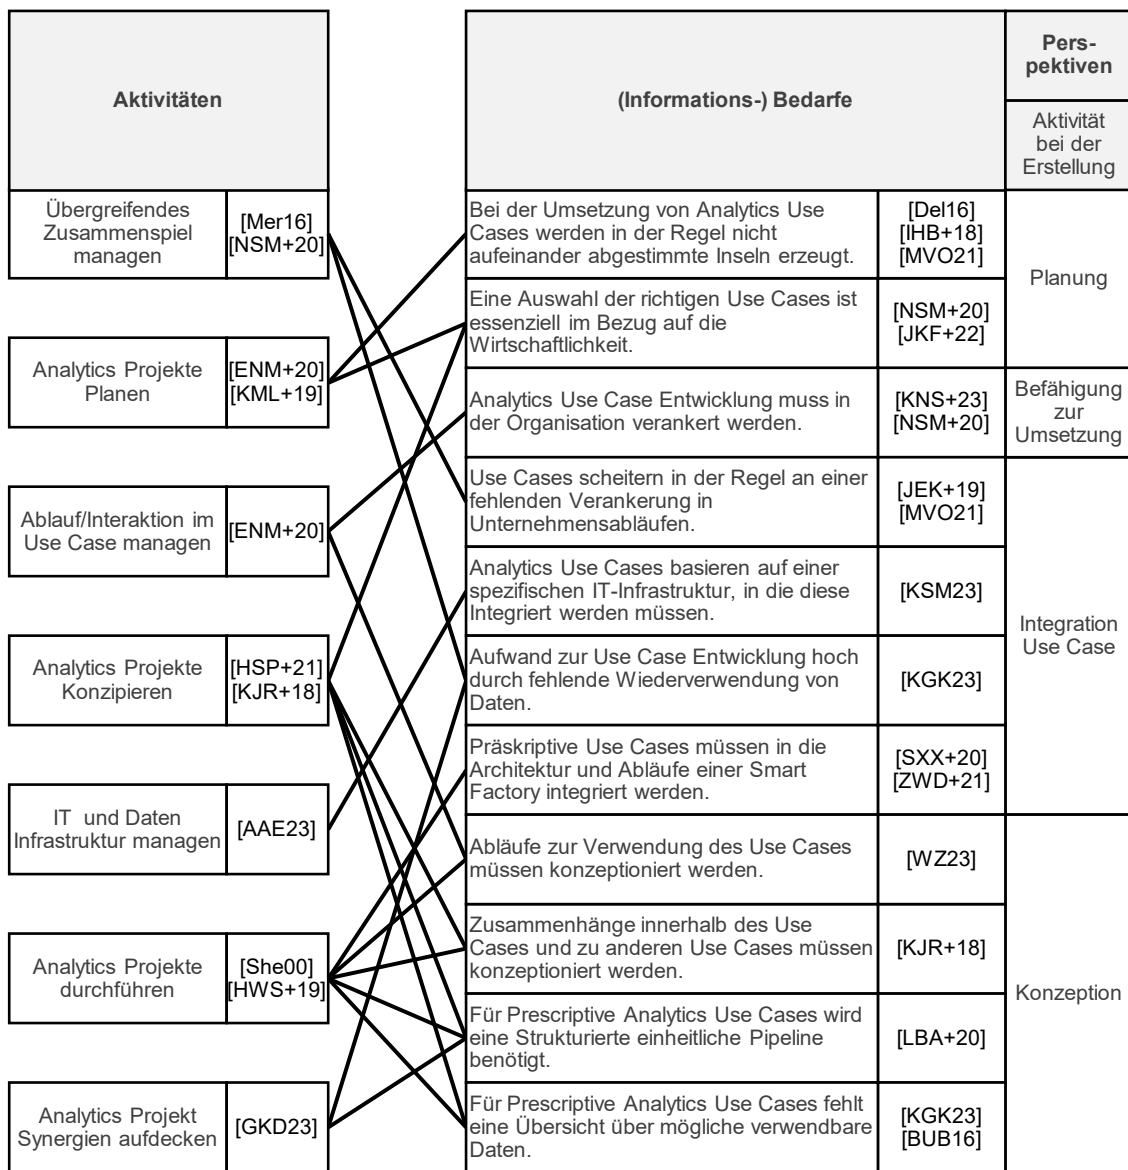 Aktivitäten
(Informations-) Bedarfe
Pers-
pektiven
Aktivität
bei der
Erstellung
Übergreifendes
Zusammenspiel
managen
[Mer16]
[NSM+20]
Analytics Projekte
Planen
[ENM+20]
[KML+19]
Ablauf/Interaktion im
Use Case managen
[ENM+20]
Analytics Projekte
Konzipieren
[HSP+21]
[KJR+18]
IT und Daten
Infrastruktur managen
[AAE23]
Analytics Projekte
durchführen
[She00]
[HWS+19]
Analytics Projekt
Synergien aufdecken
[GKD23]
Bei der Umsetzung von Analytics Use
Cases werden in der Regel nicht
aufeinander abgestimmte Inseln erzeugt.
[Del16]
[IHB+18]
[MVO21]
Eine Auswahl der richtigen Use Cases ist
essenziell im Bezug auf die
Wirtschaftlichkeit.
[NSM+20]
[JKF+22]
Planung
Analytics Use Case Entwicklung muss in
der Organisation verankert werden.
[KNS+23]
[NSM+20]
Befähigung
zur
Umsetzung
Use Cases scheitern in der Regel an einer
fehlenden Verankerung in
Unternehmensabläufen.
[JEK+19]
[MVO21]
Analytics Use Cases basieren auf einer
spezifischen IT-Infrastruktur, in die diese
Integriert werden müssen.
[KSM23]
Aufwand zur Use Case Entwicklung hoch
durch fehlende Wiederverwendung von
Daten.
[KGK23]
Präskriptive Use Cases müssen in die
Architektur und Abläufe einer Smart
Factory integriert werden.
[SXX+20]
[ZWD+21]
Integration
Use Case
Abläufe zur Verwendung des Use Cases
müssen konzeptioniert werden.
[WZ23]
Zusammenhänge innerhalb des Use
Cases und zu anderen Use Cases müssen
konzeptioniert werden.
[KJR+18]
Für Prescriptive Analytics Use Cases wird
eine Strukturierte einheitliche Pipeline
benötigt.
[LBA+20]
Für Prescriptive Analytics Use Cases fehlt
eine Übersicht über mögliche verwendbare
Daten.
[KGK23]
[BUB16]
Konzeption